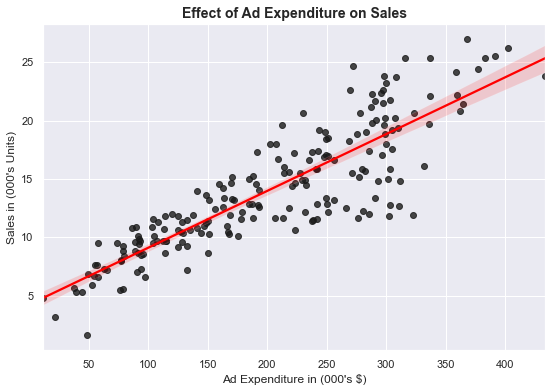 Effect of Ad Expenditure on Sales
25
20
15
10
5
Sales in (000's Units)
50 100 150 200 250 300 350 400
Ad Expenditure in (000's $)